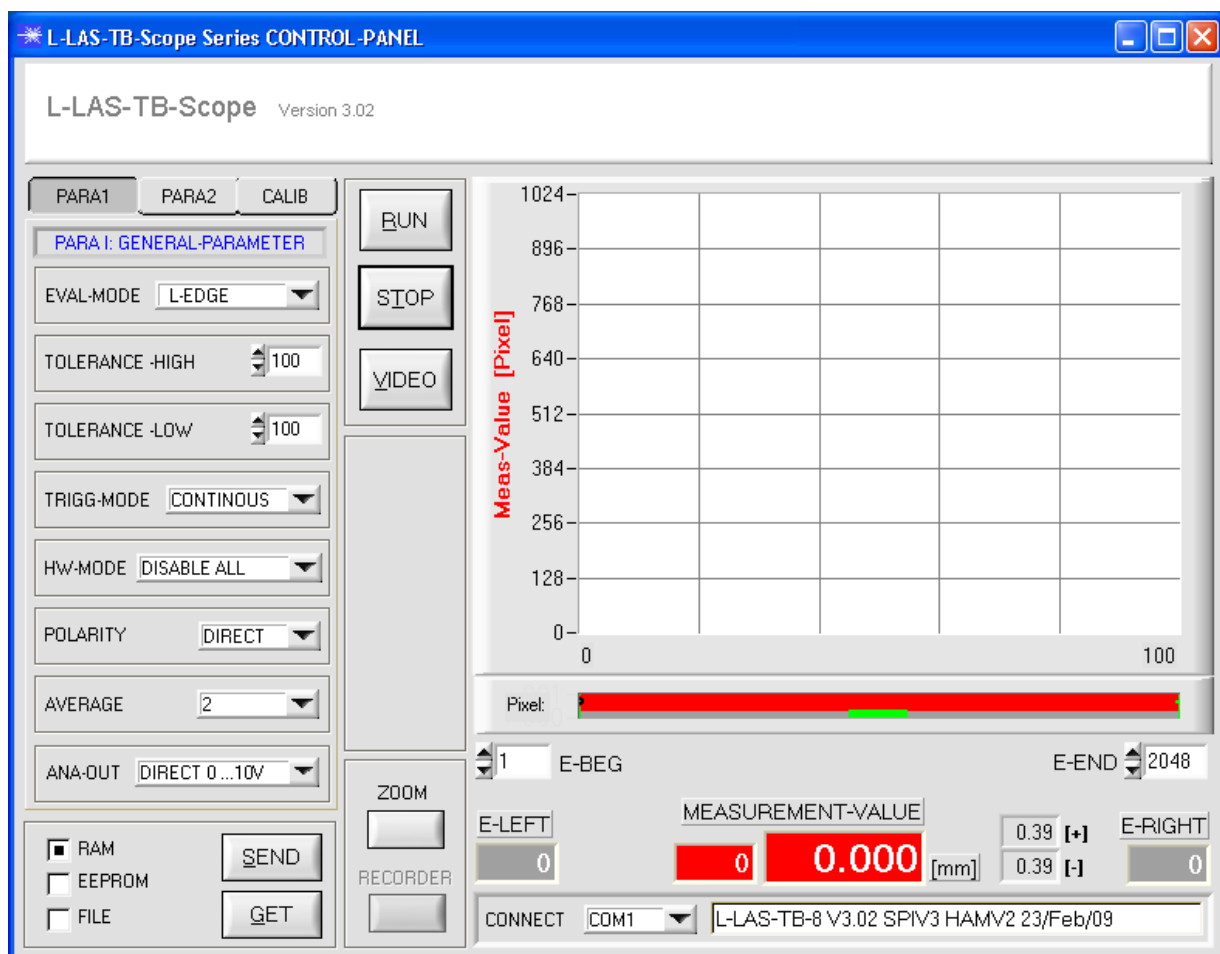 L-LAS-TB-Scope Series CONTROL-PANEL
L-LAS-TB-Scope Version 3.02
PARA1 PARA2 CALIB
PARA I: GENERAL-PARAMETER
EVAL-MODE L-EDGE
TOLERANCE -HIGH 100
TOLERANCE -LOW 100
TRIGG-MODE CONTINOUS
HW-MODE DISABLE ALL
POLARITY DIRECT
AVERAGE 2
ANA-OUT DIRECT 0 ...10V
RAM
EEPROM
FILE
SEND
GET
RUN
STOP
VIDEO
ZOOM
RECORDER
Meas-Value [Pixel]
1024
896
768
640
512
384
256
128
0
0 100
Pixel:
1 E-BEG E-END 2048
E-LEFT
0
MEASUREMENT-VALUE
0 0.000 [mm]
0.39 [+]
0.39 [-]
E-RIGHT
0
CONNECT COM1 L-LAS-TB-8 V3.02 SPIV3 HAMV2 23/Feb/09